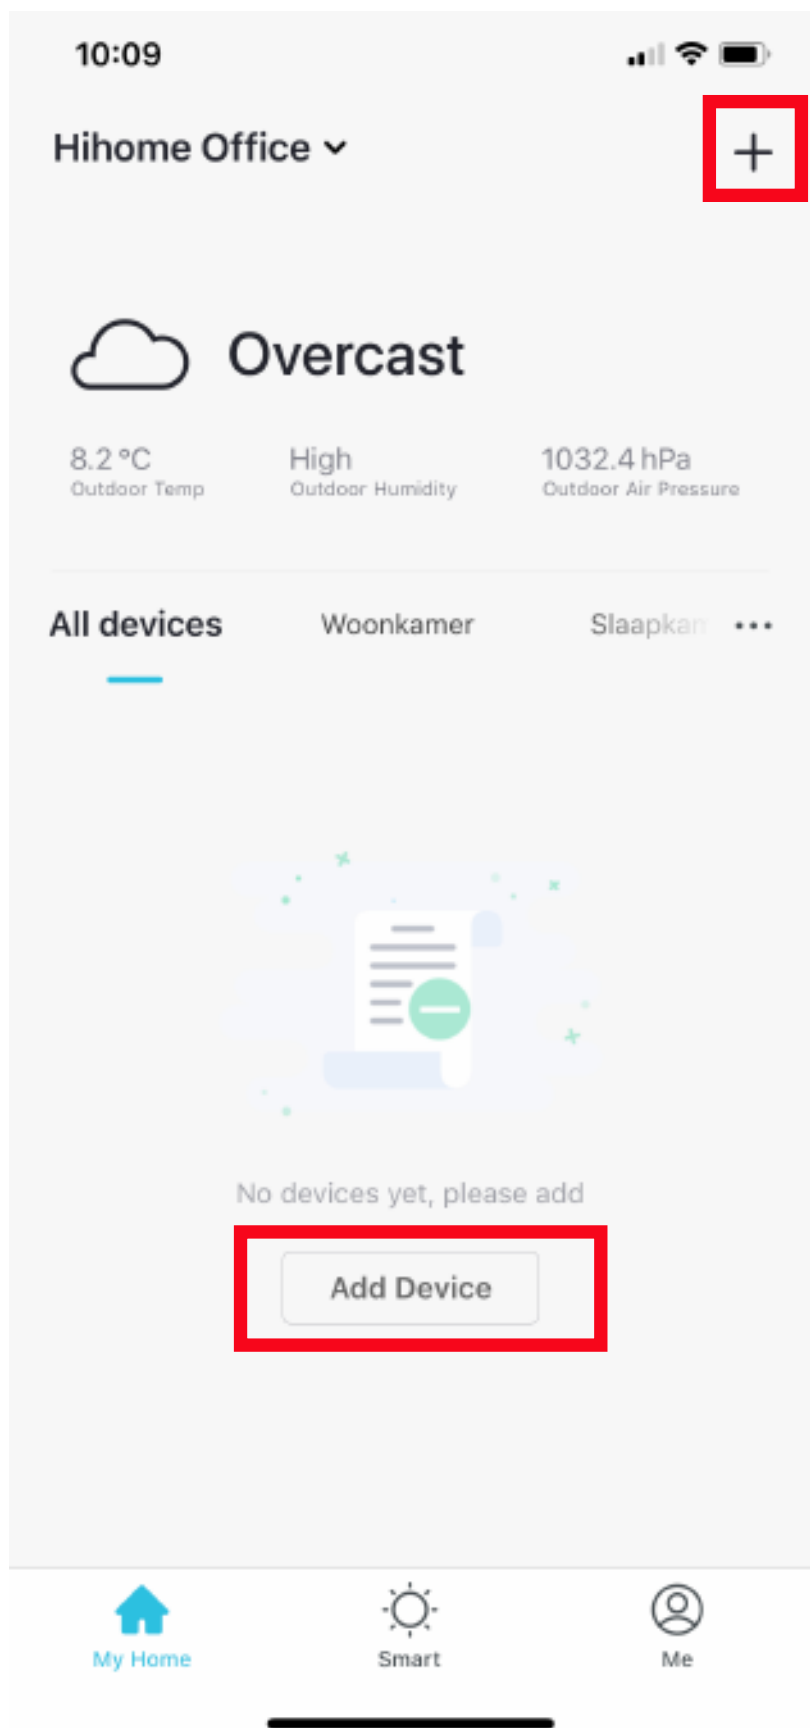 10:09
Hihome Office
Overcast
8.2 °C High 1032.4 hPa
Outdoor Temp Outdoor Humidity Outdoor Air Pressure
All devices Woonkamer Slaapkam
No devices yet, please add
Add Device
My Home Smart Me